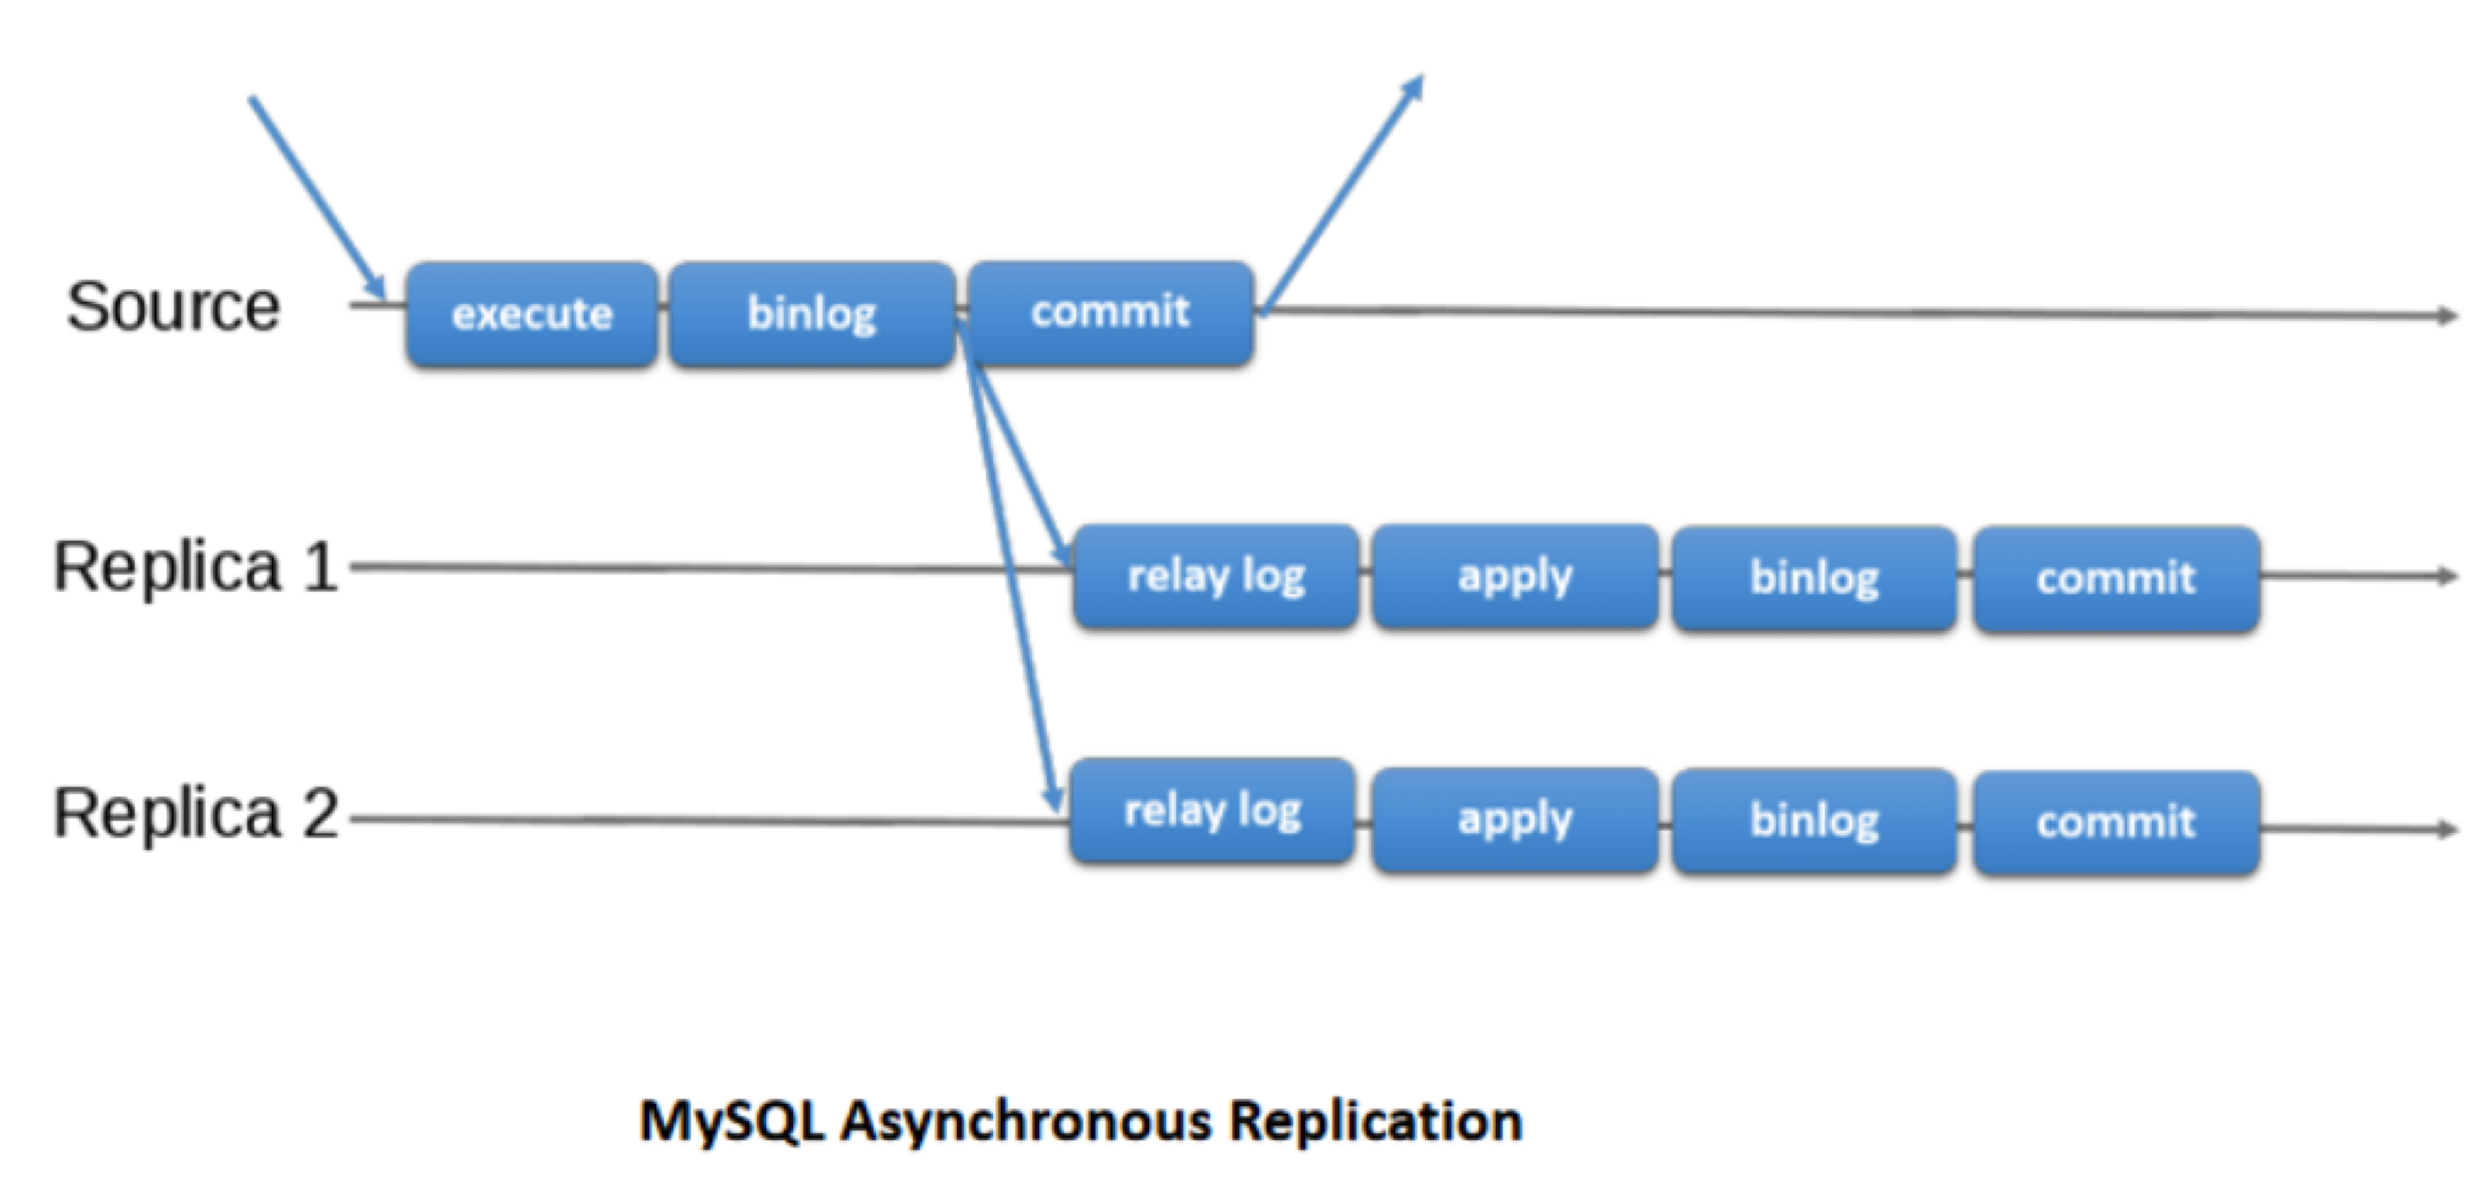 Source execute binlog commit
Replica 1 relay log apply binlog commit
Replica 2 relay log apply binlog commit
MySQL Asynchronous Replication